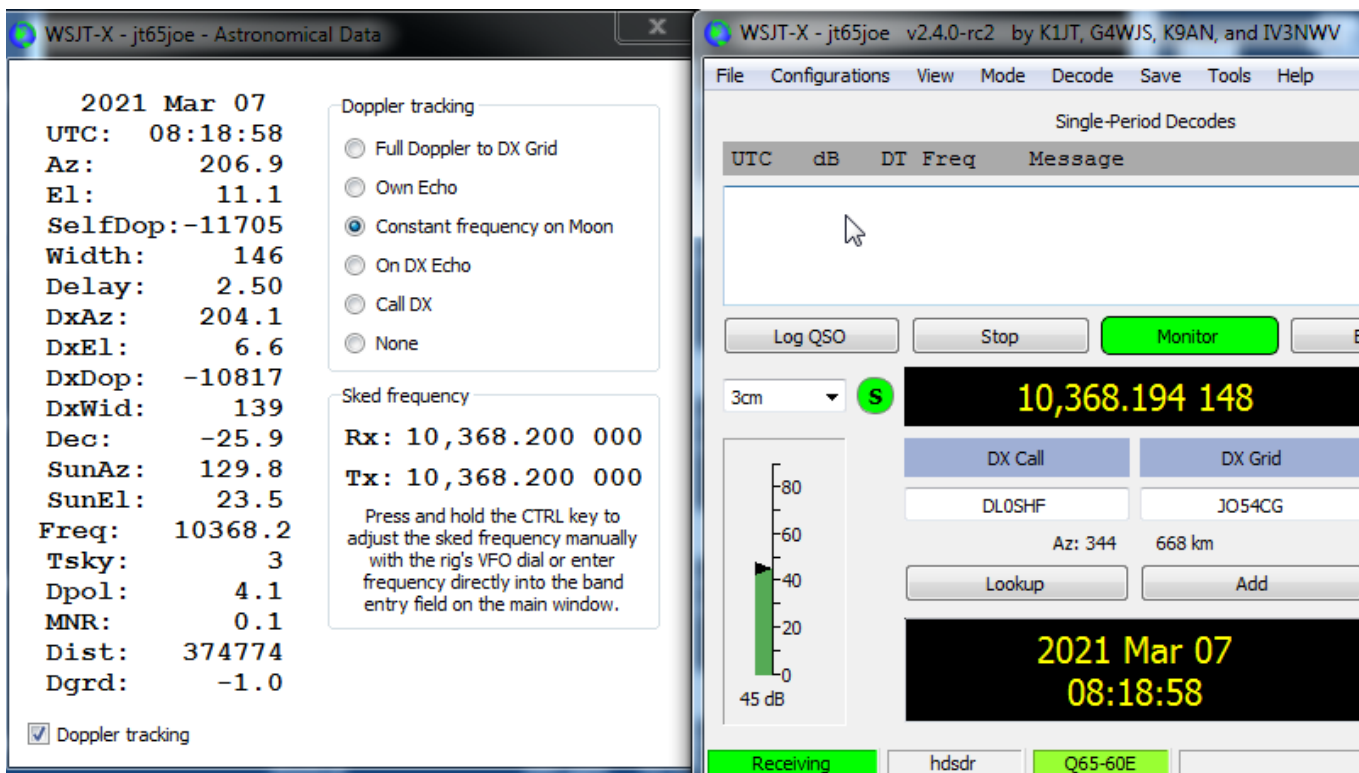 WSJT-X - jt65joe - Astronomical Data
x
2021 Mar 07
UTC: 08:18:58
Az: 206.9
El: 11.1
SelfDop:-11705
Width: 146
Delay: 2.50
DxAz: 204.1
DxEl: 6.6
DxDop: -10817
DxWid: 139
Dec: -25.9
SunAz: 129.8
SunEl: 23.5
Freq: 10368.2
Tsky: 3
Dpol: 4.1
MNR: 0.1
Dist: 374774
Dgrd: -1.0
Doppler tracking
Doppler tracking
Full Doppler to DX Grid
Own Echo
Constant frequency on Moon
On DX Echo
Call DX
None
Sked frequency
Rx: 10,368.200 000
Tx: 10,368.200 000
Press and hold the CTRL key to
adjust the sked frequency manually
with the rig's VFO dial or enter
frequency directly into the band
entry field on the main window.
WSJT-X - jt65joe v2.4.0-rc2 by K1JT, G4WJS, K9AN, and IV3NWV
File Configurations View Mode Decode Save Tools Help
Single-Period Decodes
UTC dB DT Freq Message
Log QSO Stop Monitor E
3cm S 10,368.194 148
DX Call DX Grid
DL0SHF JO54CG
Az: 344 668 km
Lookup Add
80
60
40
20
0
45 dB
2021 Mar 07
08:18:58
Receiving hdsdr Q65-60E